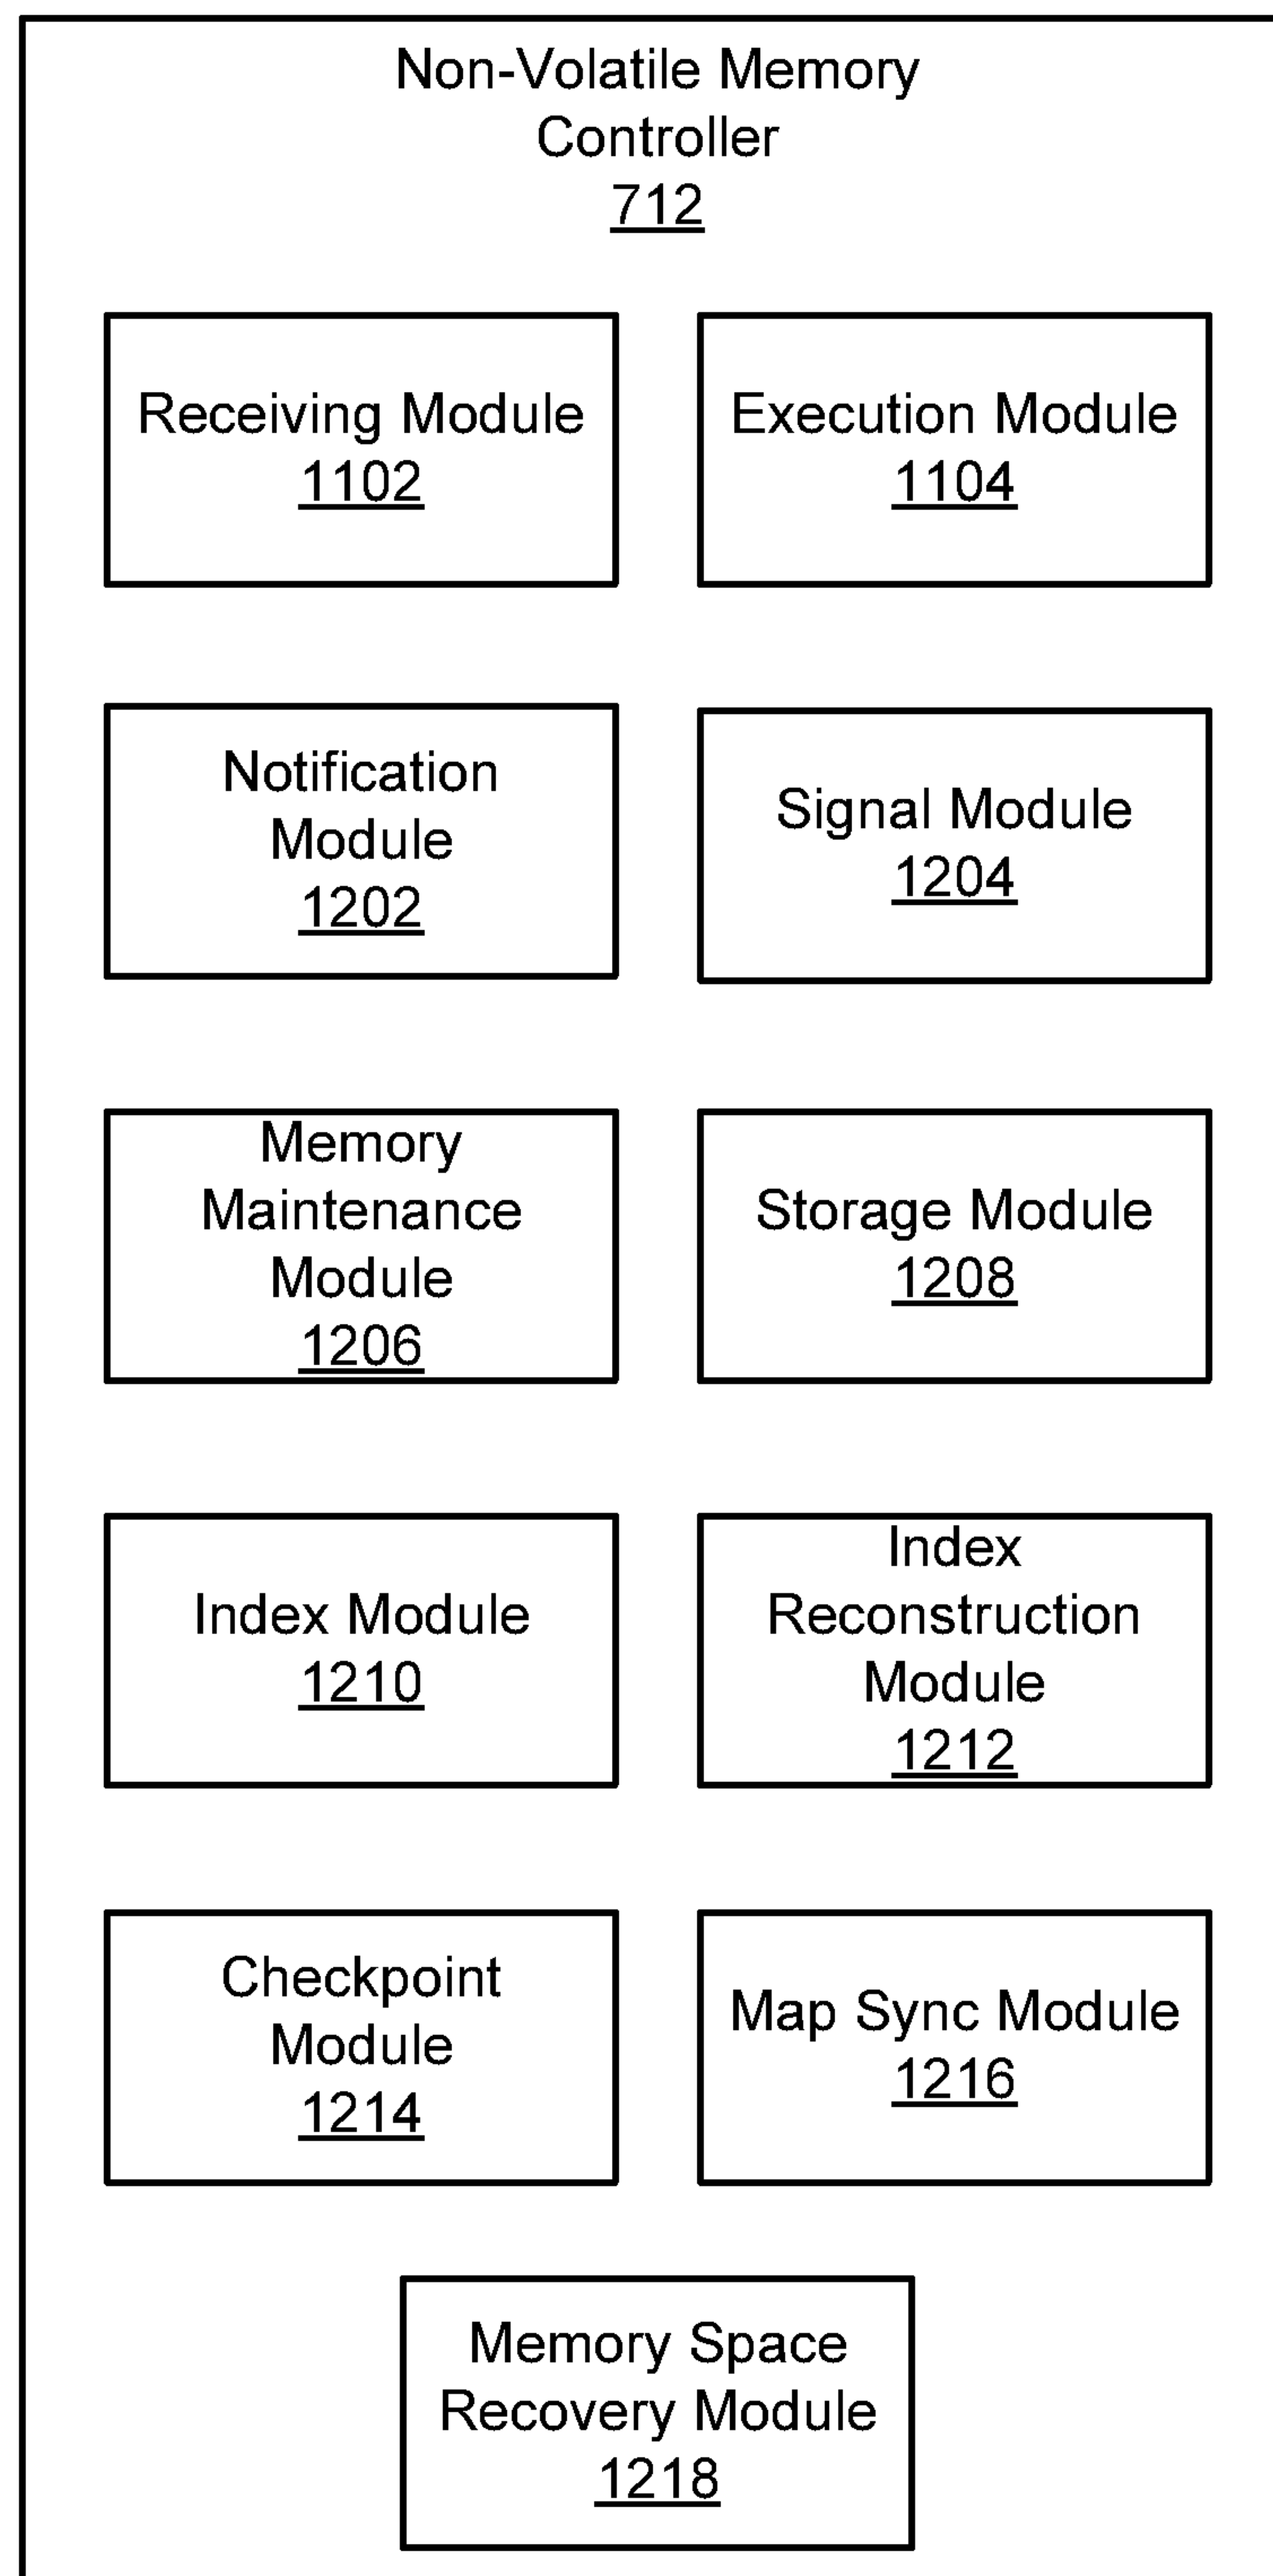 Non-Volatile Memory
Controller
712
Receiving Module
1102
Execution Module
1104
Notification
Module
1202
Signal Module
1204
Memory
Maintenance
Module
1206
Storage Module
1208
Index Module
1210
Index
Reconstruction
Module
1212
Checkpoint
Module
1214
Map Sync Module
1216
Memory Space
Recovery Module
1218